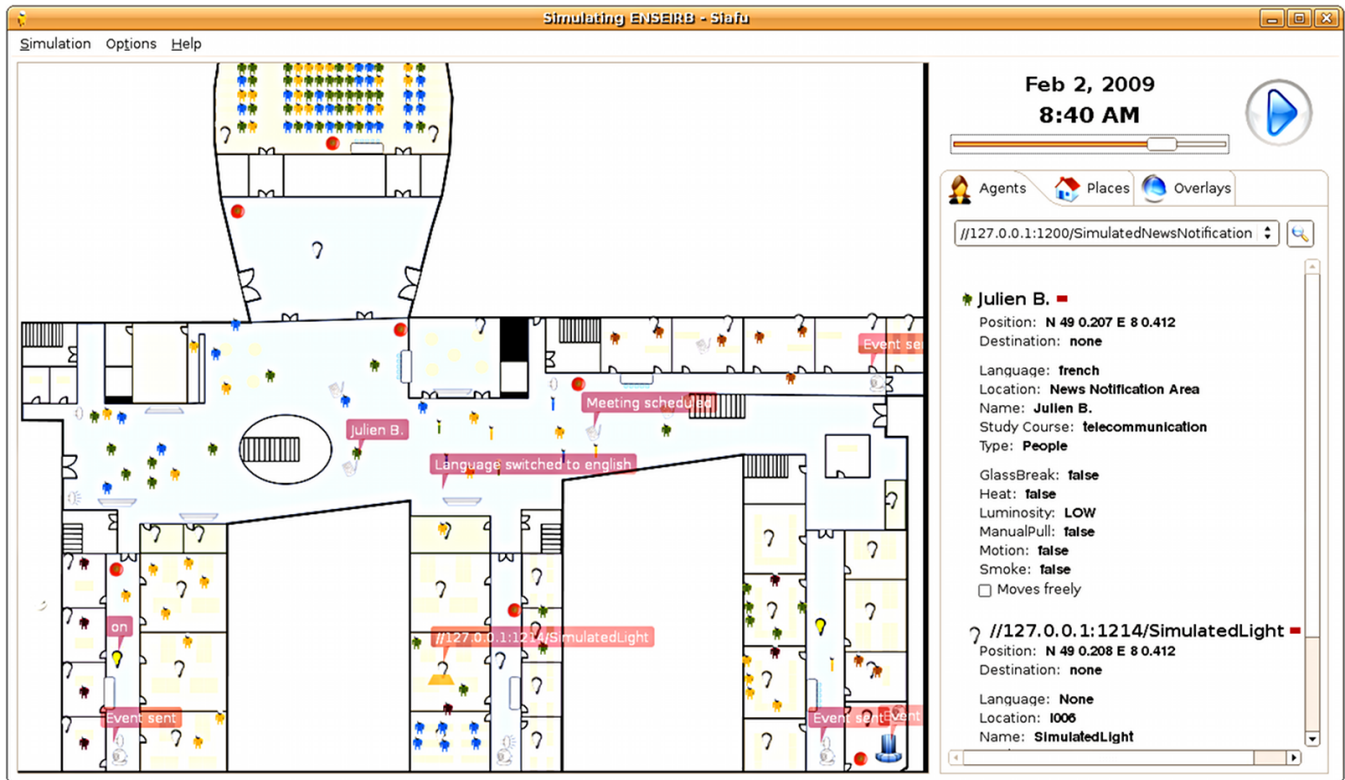 Simulating ENSEIRB - Siafu
Simulation Options Help
Feb 2, 2009
8:40 AM
Agents Places Overlays
//127.0.0.1:1200/SimulatedNewsNotification
Julien B.
Position: N 49 0.207 E 8 0.412
Destination: none
Language: french
Location: News Notification Area
Name: Julien B.
Study Course: telecommunication
Type: People
GlassBreak: false
Heat: false
Luminosity: LOW
ManualPull: false
Motion: false
Smoke: false
Moves freely
//127.0.0.1:1214/SimulatedLight
Position: N 49 0.208 E 8 0.412
Destination: none
Language: None
Location: I006
Name: SimulatedLight
Event se
Meeting scheduled
Julien B.
Language switched to english
on
//127.0.0.1:1214/SimulatedLight
Event sent
Event sent
Event